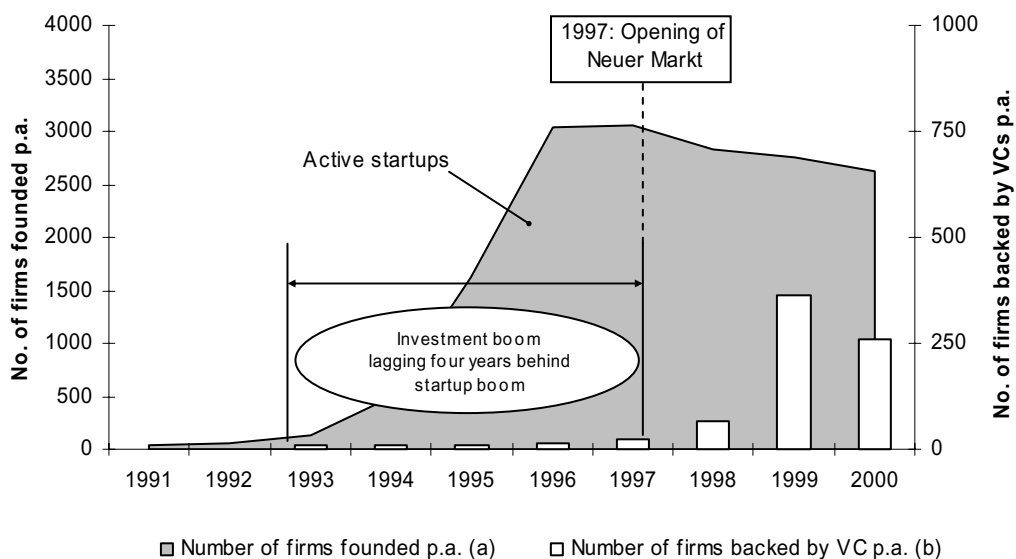 1997: Opening of
Neuer Markt
Active startups
Investment boom
lagging four years behind
startup boom
No. of firms founded p.a.
4000
3500
3000
2500
2000
1500
1000
500
0
No. of firms backed by VCs p.a.
1000
750
500
250
0
1991 1992 1993 1994 1995 1996 1997 1998 1999 2000
Number of firms founded p.a. (a) Number of firms backed by VC p.a. (b)